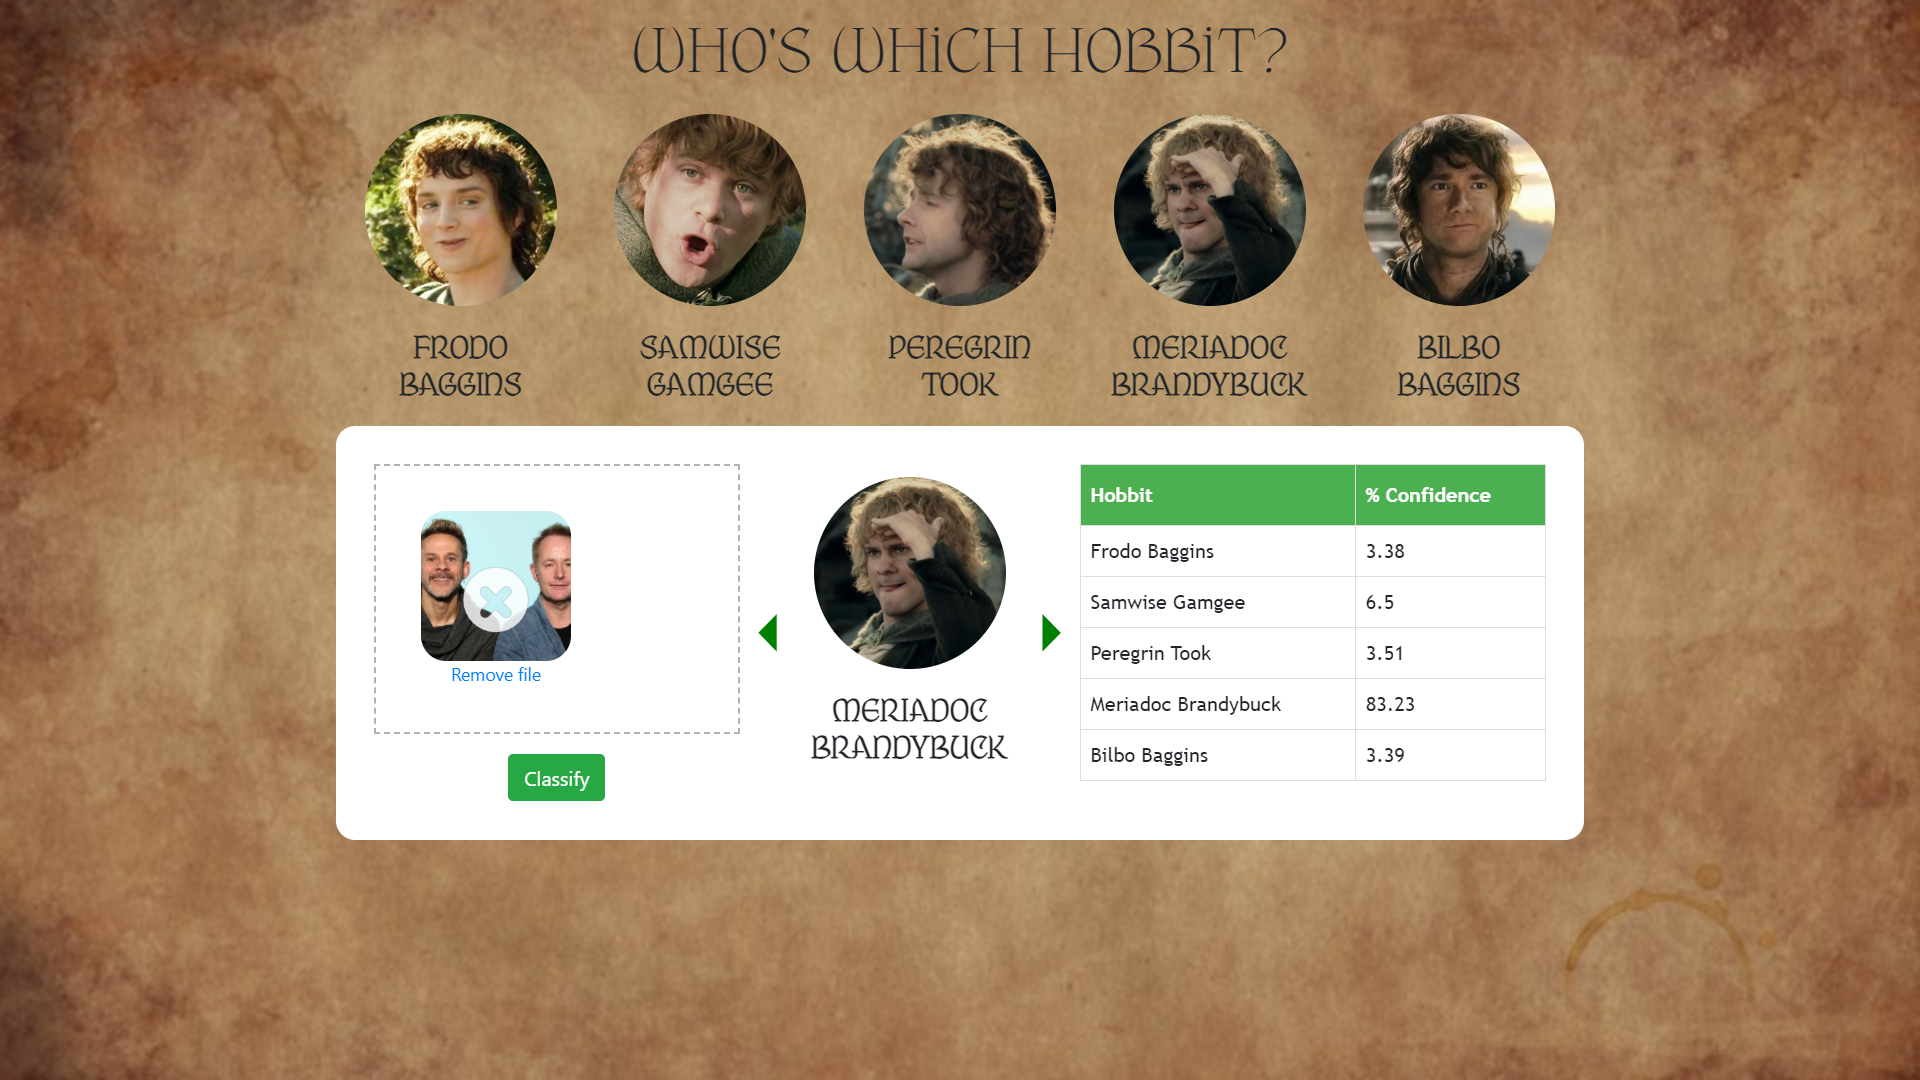 WHO'S WHiCH HOBBiT?
FRODO
BAGGINS
SAMWISE
GAMGEE
PEREGRIN
TOOK
MERIADOC
BRANDYBUCK
BILBO
BAGGINS
Remove file
Classify
MERIADOC
BRANDYBUCK
Hobbit % Confidence
Frodo Baggins 3.38
Samwise Gamgee 6.5
Peregrin Took 3.51
Meriadoc Brandybuck 83.23
Bilbo Baggins 3.39